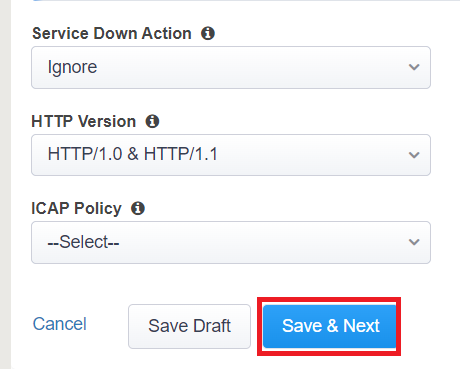 Service Down Action
Ignore
HTTP Version
HTTP/1.0 & HTTP/1.1
ICAP Policy
--Select--
Cancel
Save Draft
Save & Next